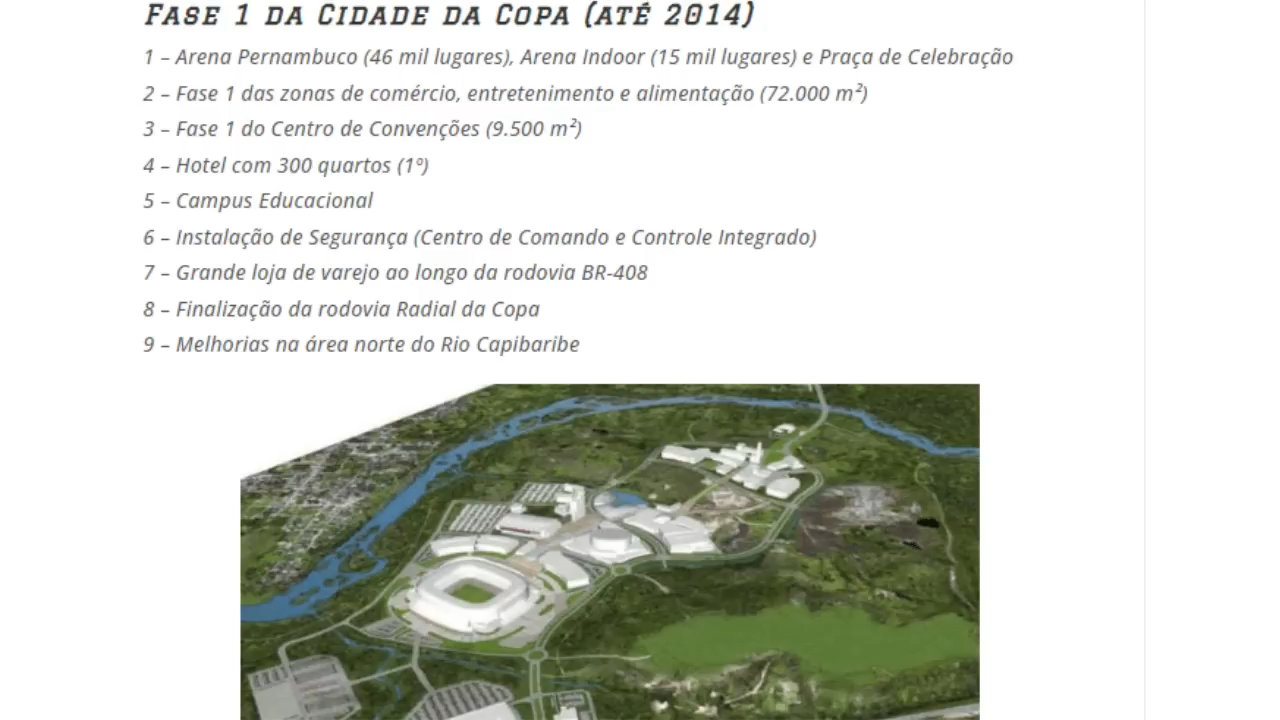 Fase 1 da Cidade da Copa (até 2014)
1 – Arena Pernambuco (46 mil lugares), Arena Indoor (15 mil lugares) e Praça de Celebração
2 – Fase 1 das zonas de comércio, entretenimento e alimentação (72.000 m²)
3 – Fase 1 do Centro de Convenções (9.500 m²)
4 – Hotel com 300 quartos (1º)
5 – Campus Educacional
6 – Instalação de Segurança (Centro de Comando e Controle Integrado)
7 – Grande loja de varejo ao longo da rodovia BR-408
8 – Finalização da rodovia Radial da Copa
9 – Melhorias na área norte do Rio Capibaribe